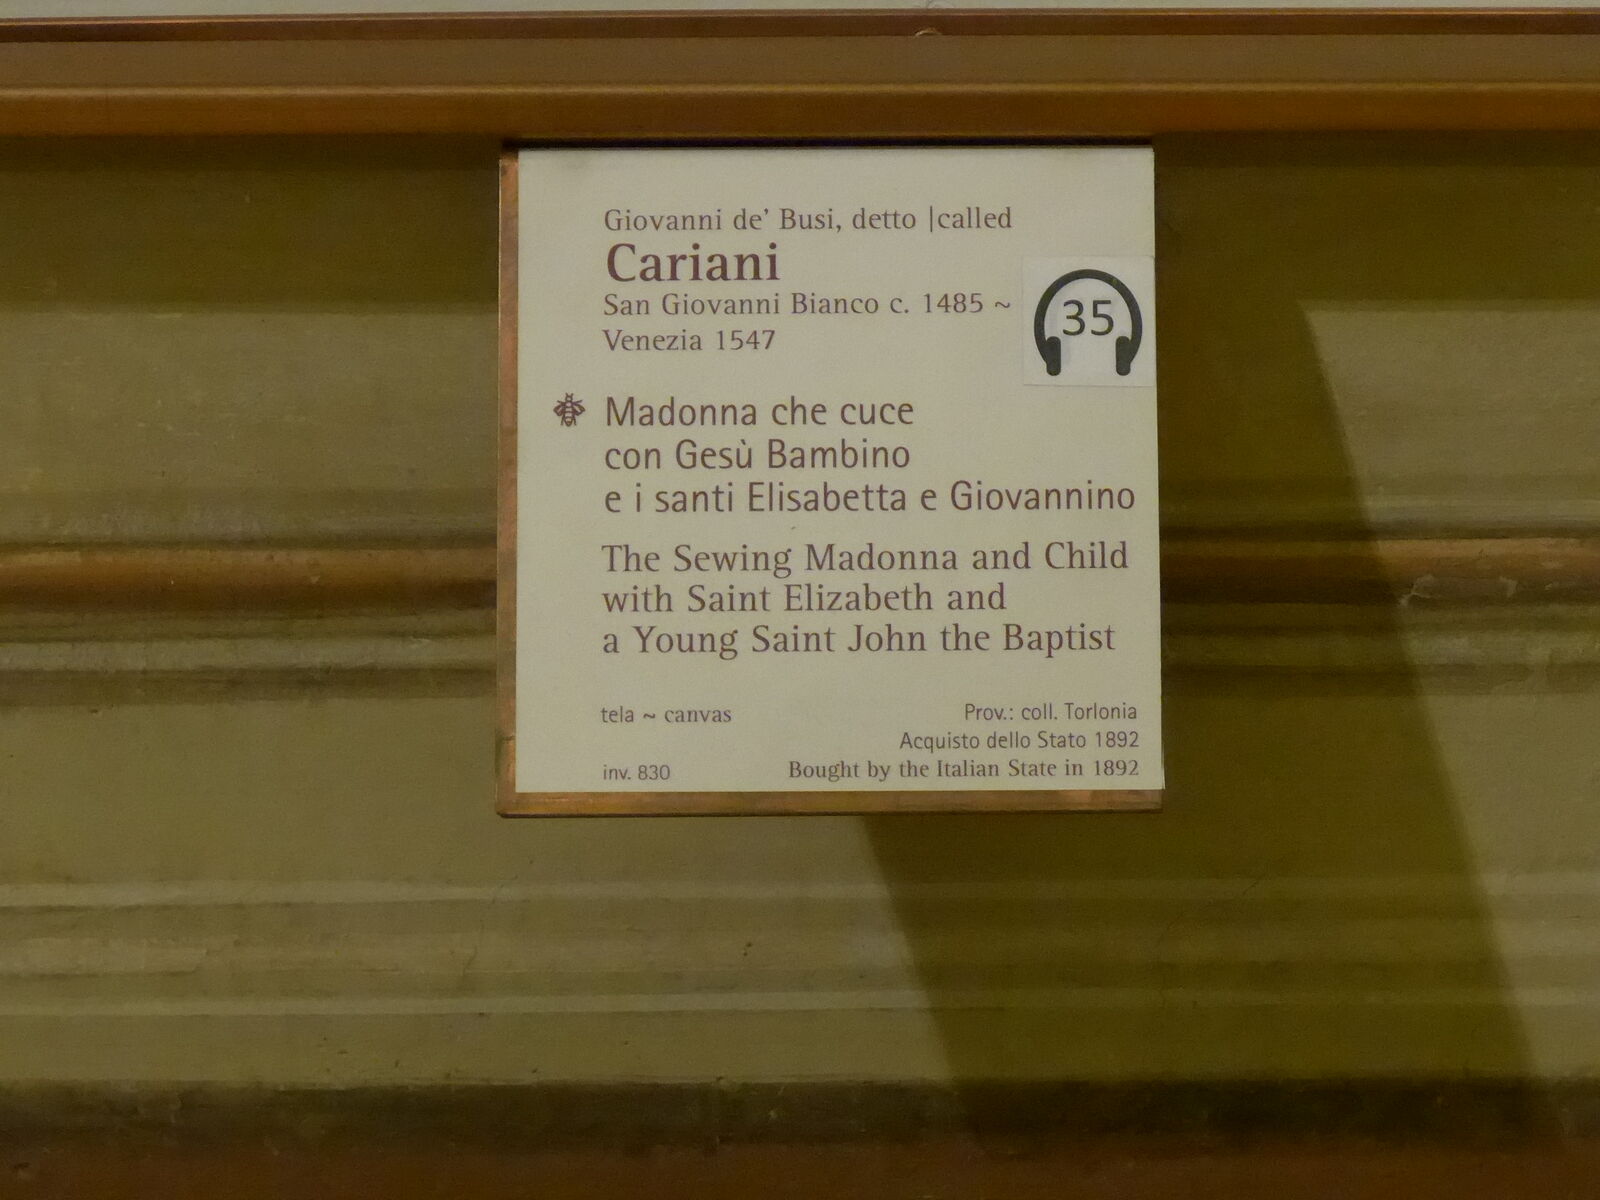 Giovanni de' Busi, detto |called
Cariani
San Giovanni Bianco c. 1485 ~
Venezia 1547
35
Madonna che cuce
con Gesù Bambino
e i santi Elisabetta e Giovannino
The Sewing Madonna and Child
with Saint Elizabeth and
a Young Saint John the Baptist
tela ~ canvas
inv. 830
Prov.: coll. Torlonia
Acquisto dello Stato 1892
Bought by the Italian State in 1892